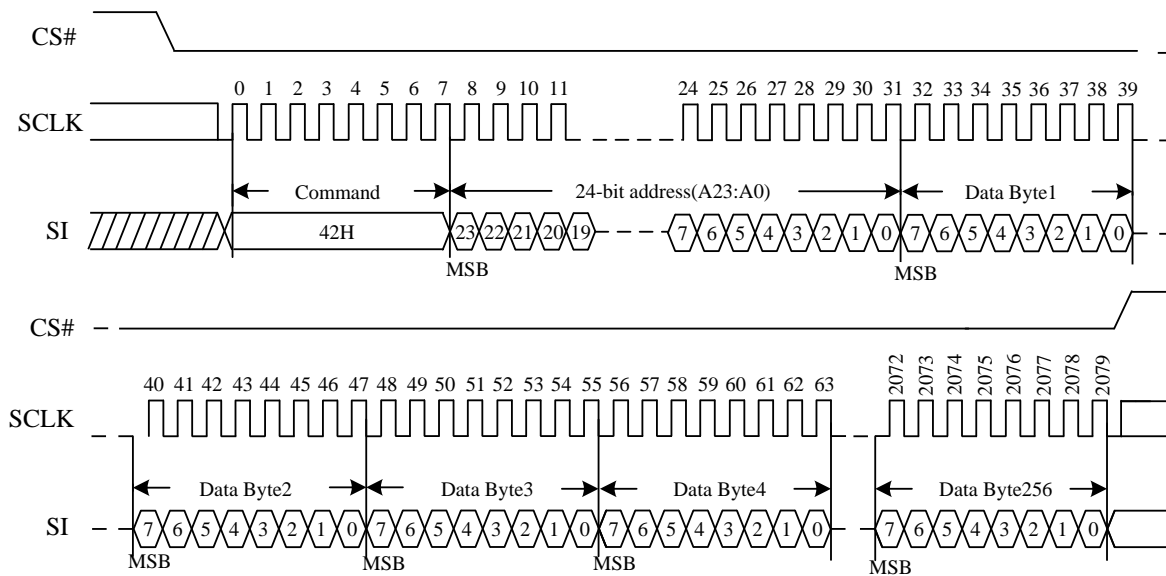 CS#
0 1 2 3 4 5 6 7 8 9 10 11 24 25 26 27 28 29 30 31 32 33 34 35 36 37 38 39
SCLK
Command 24-bit address(A23:A0) Data Byte1
SI 42H 23 22 21 20 19 7 6 5 4 3 2 1 0 7 6 5 4 3 2 1 0
MSB MSB
CS#
40 41 42 43 44 45 46 47 48 49 50 51 52 53 54 55 56 57 58 59 60 61 62 63 2072 2073 2074 2075 2076 2077 2078 2079
SCLK
Data Byte2 Data Byte3 Data Byte4 Data Byte256
SI 7 6 5 4 3 2 1 0 7 6 5 4 3 2 1 0 7 6 5 4 3 2 1 0 7 6 5 4 3 2 1 0
MSB MSB MSB MSB